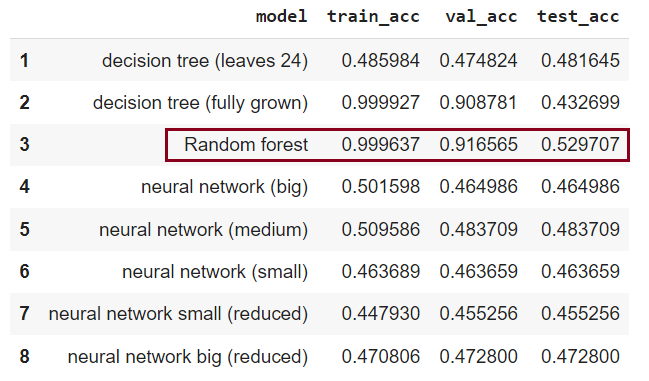 model train_acc val_acc test_acc
1 decision tree (leaves 24) 0.485984 0.474824 0.481645
2 decision tree (fully grown) 0.999927 0.908781 0.432699
3 Random forest 0.999637 0.916565 0.529707
4 neural network (big) 0.501598 0.464986 0.464986
5 neural network (medium) 0.509586 0.483709 0.483709
6 neural network (small) 0.463689 0.463659 0.463659
7 neural network small (reduced) 0.447930 0.455256 0.455256
8 neural network big (reduced) 0.470806 0.472800 0.472800